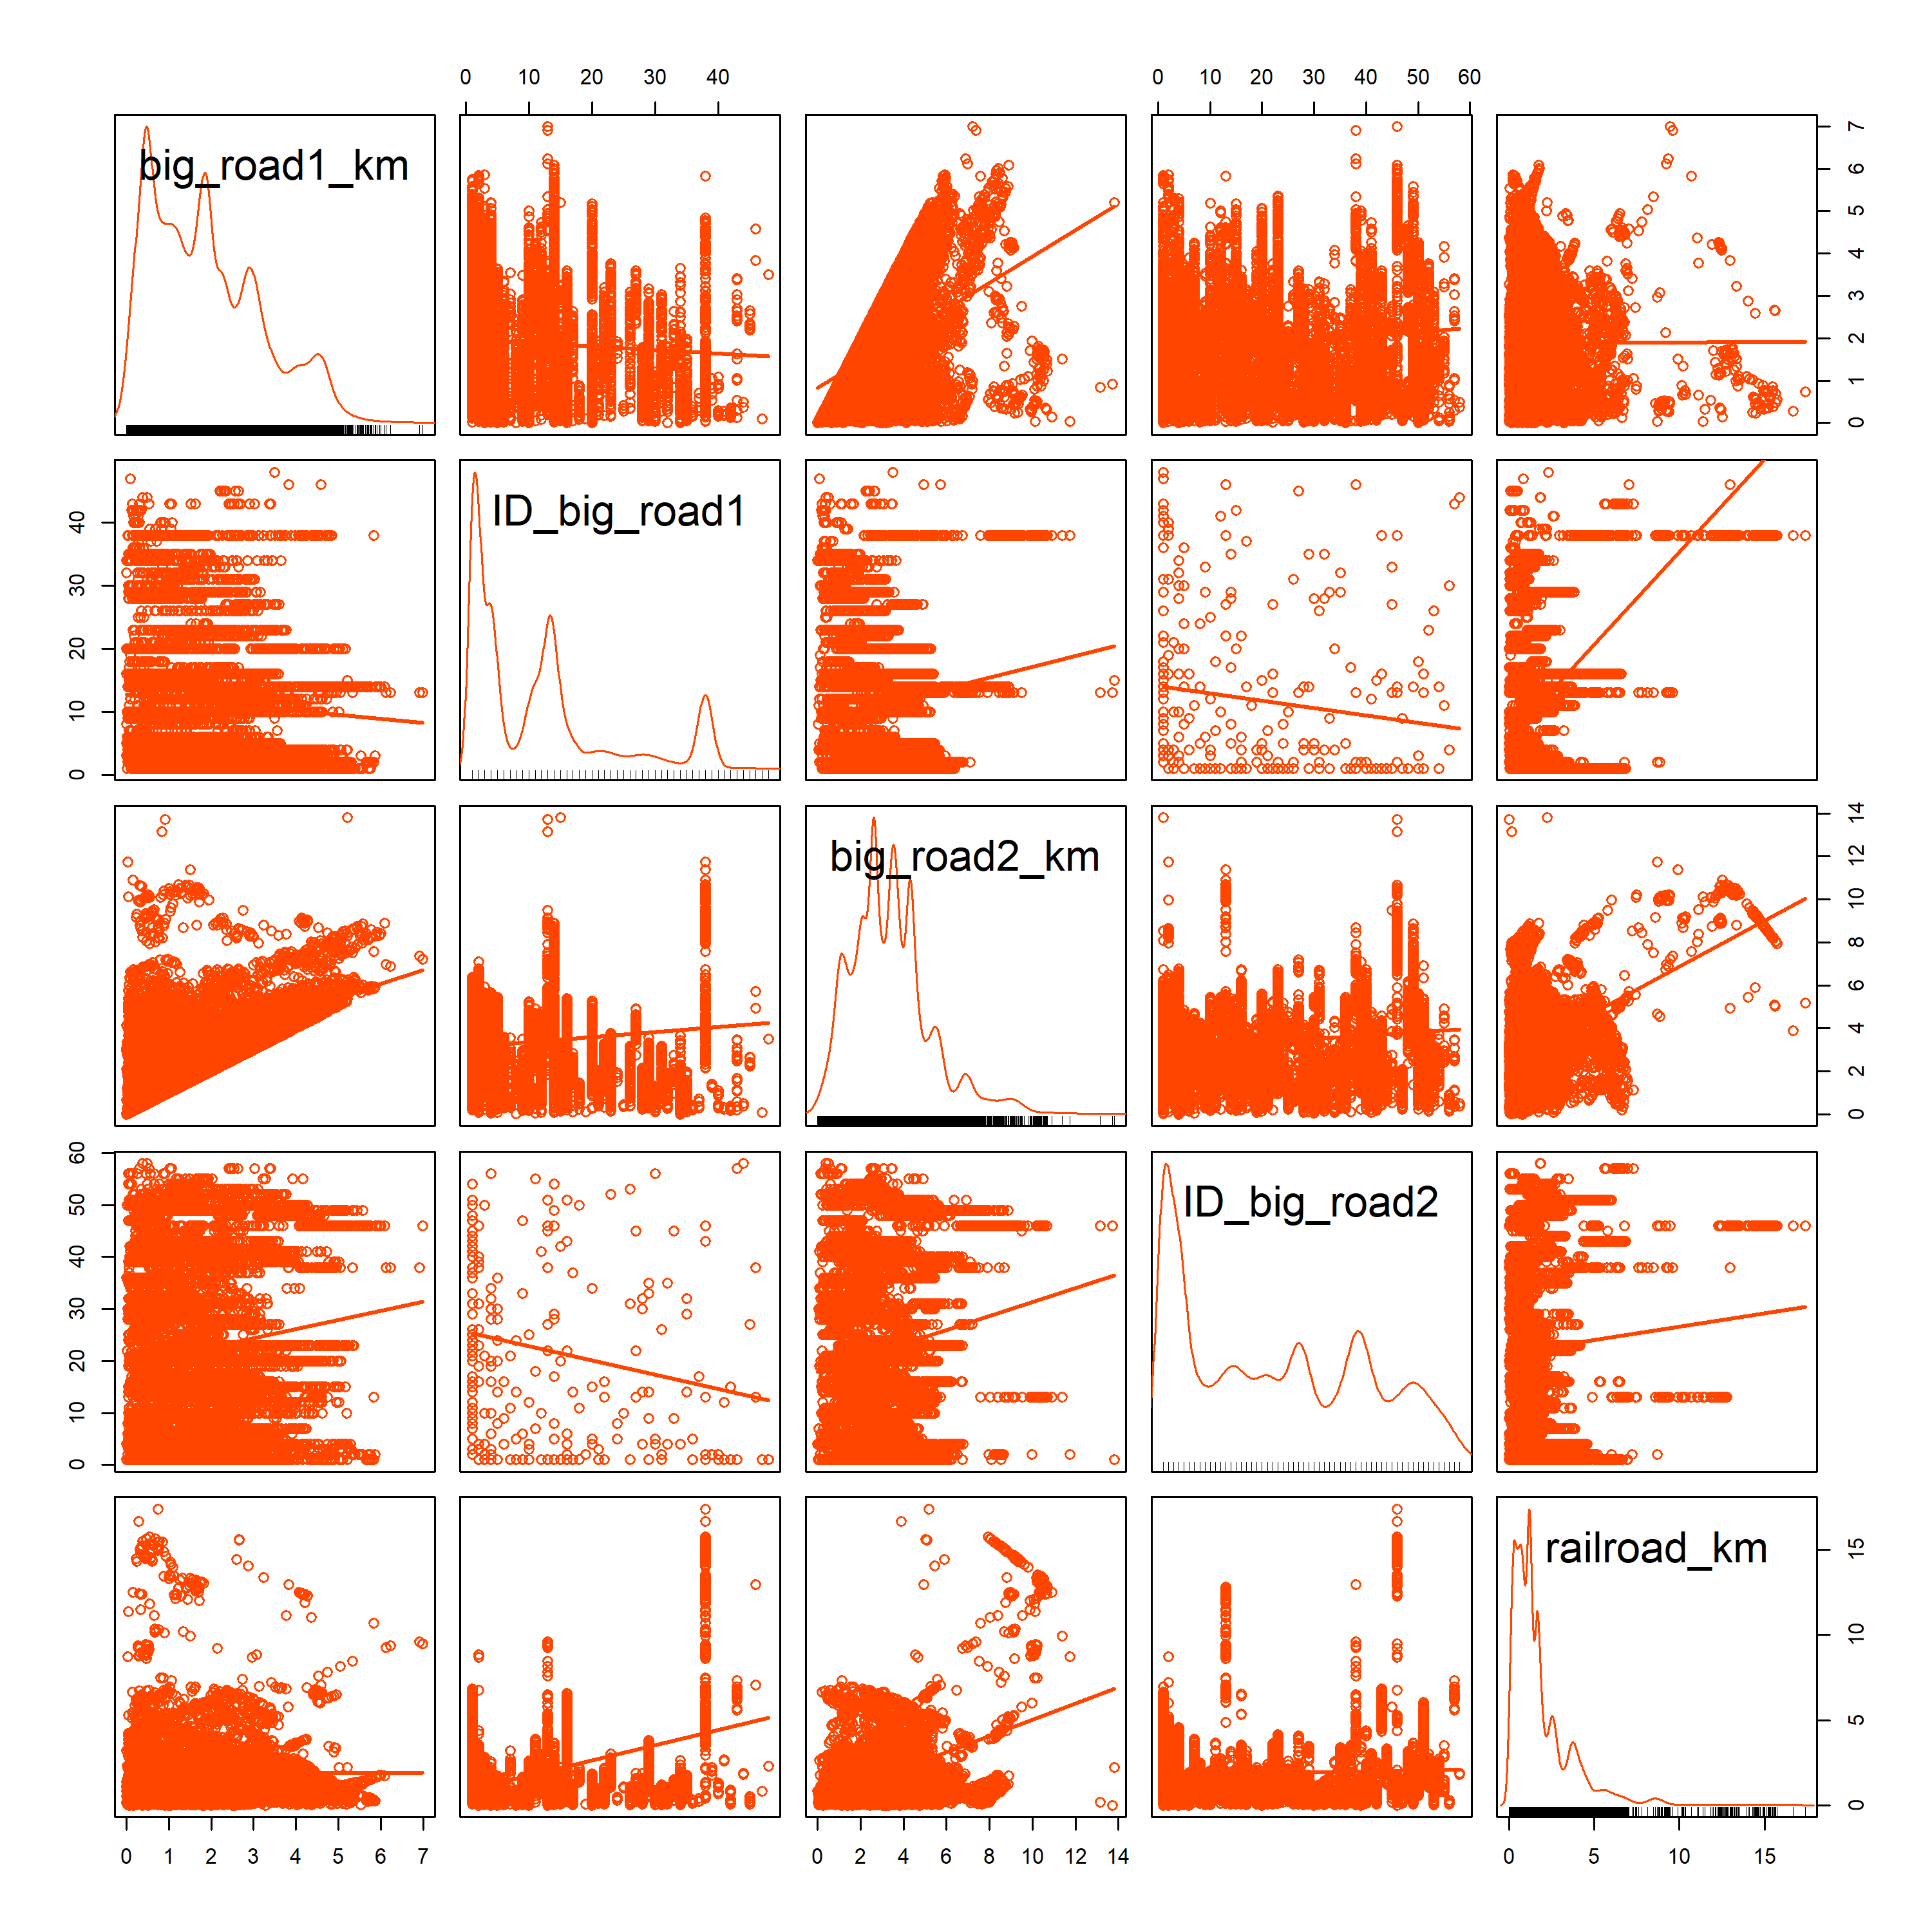 0 10 20 30 40 0 10 20 30 40 50 60
big_road1_km
0 1 2 3 4 5 6 7
ID_big_road1
0 10 20 30 40
big_road2_km
0 2 4 6 8 10 12 14
ID_big_road2
0 10 20 30 40 50 60
railroad_km
0 5 10 15
0 1 2 3 4 5 6 7 0 2 4 6 8 10 12 14 0 5 10 15